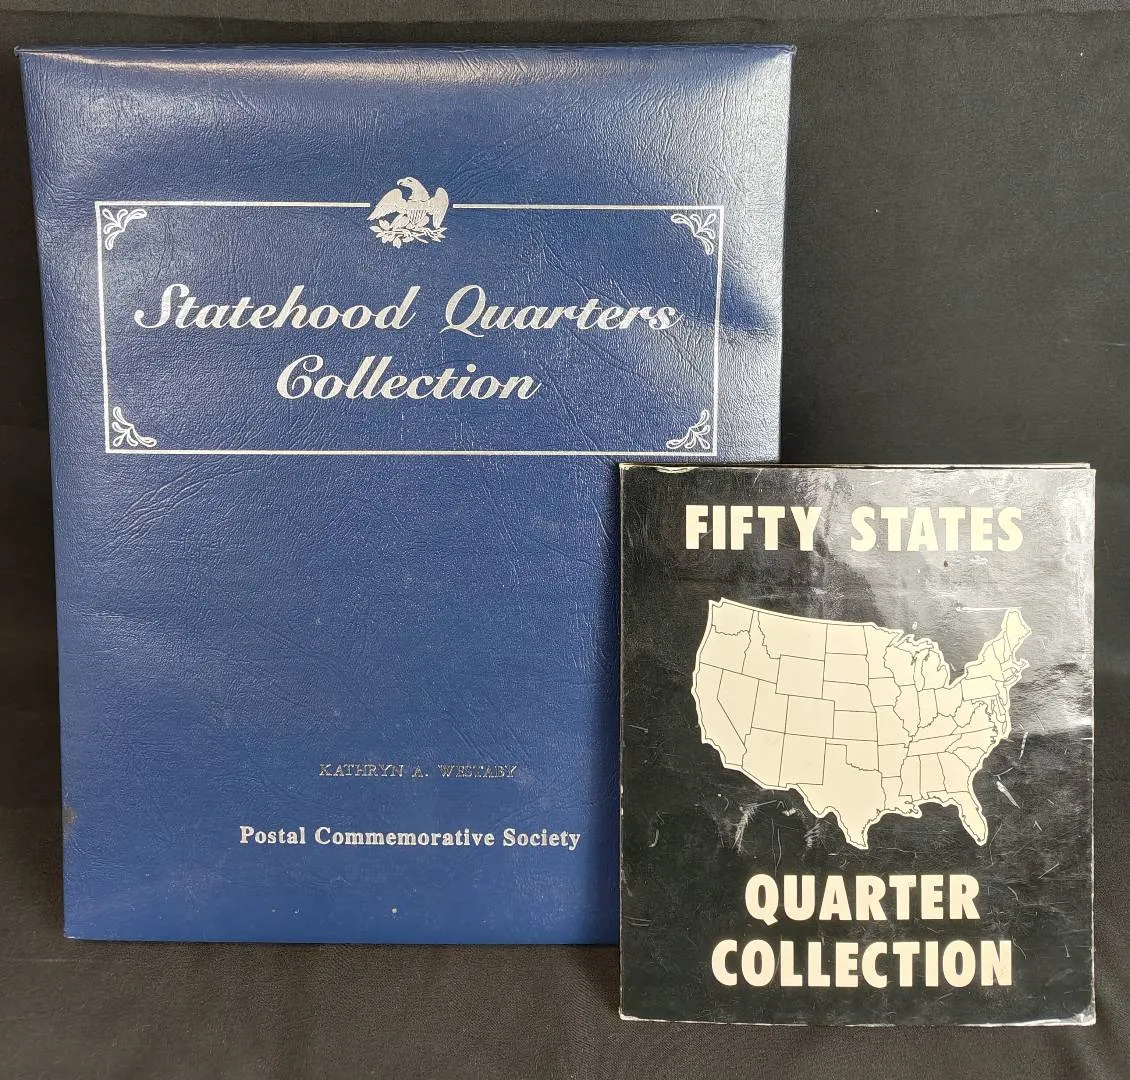 Statehood Quarters
Collection
KATHRYN A. WESTABY
Postal Commemorative Society
FIFTY STATES
QUARTER
COLLECTION